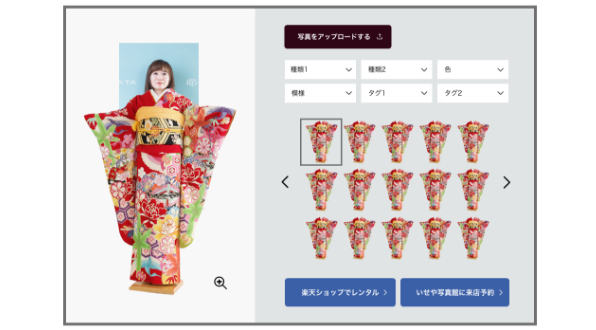 写真をアップロードする
種類1
種類2
色
模様
タグ1
タグ2
楽天ショップでレンタル
いせや写真館に来店予約